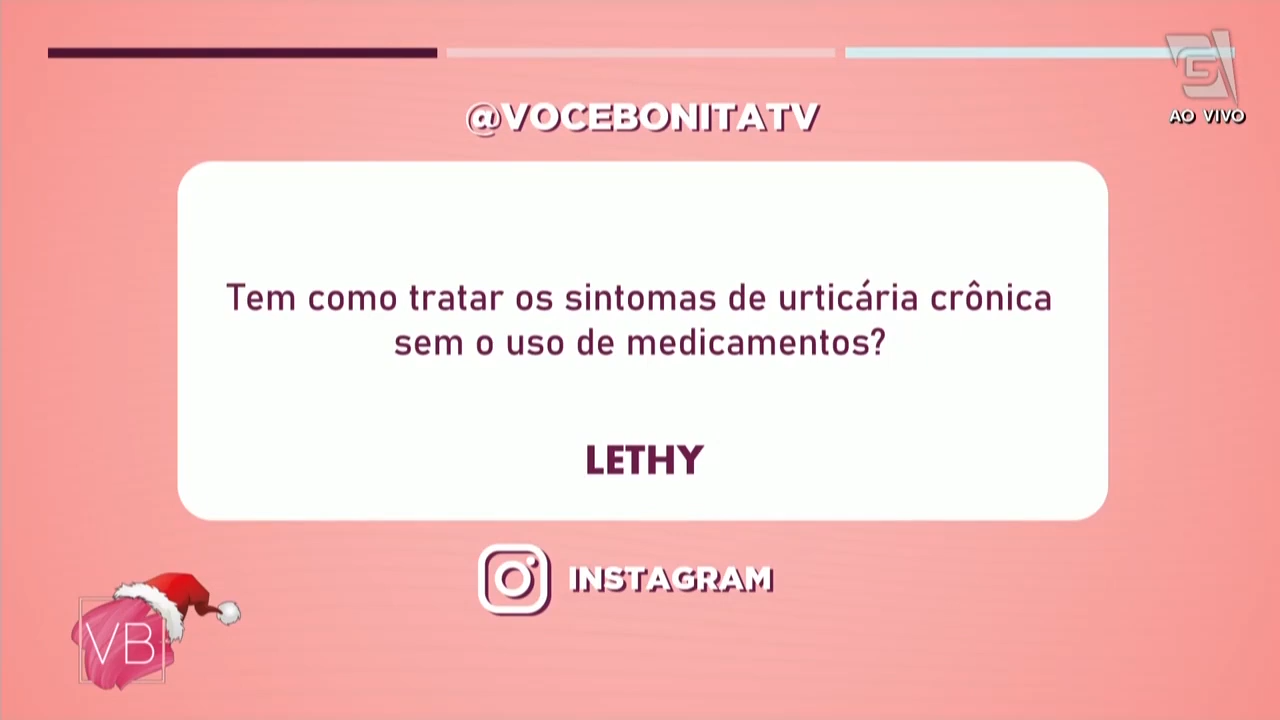 @VOCEBONITATV
AO VIVO
Tem como tratar os sintomas de urticária crônica
sem o uso de medicamentos?
LETHY
INSTAGRAM
VB